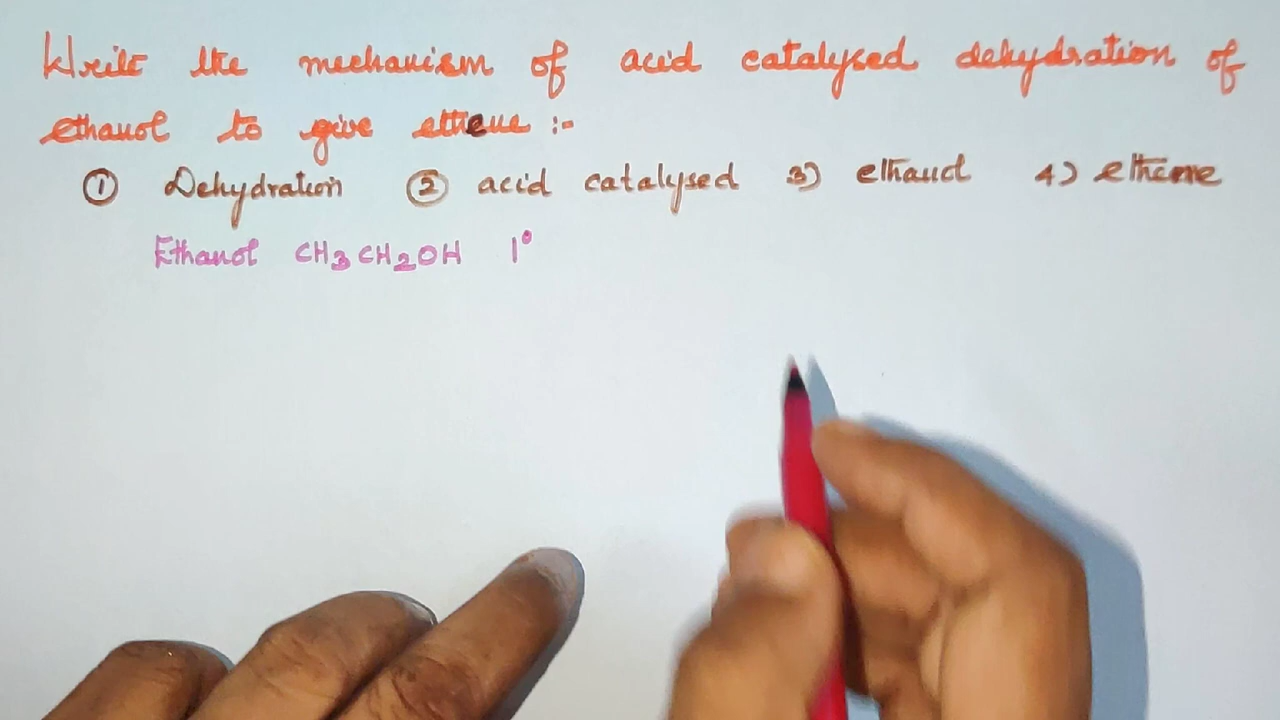 Write the mechanism of acid catalysed dehydration of
ethanol to give ethene :-
① Dehydration ② acid catalysed 3) ethanol 4) ethene
Ethanol CH3CH2OH 1°